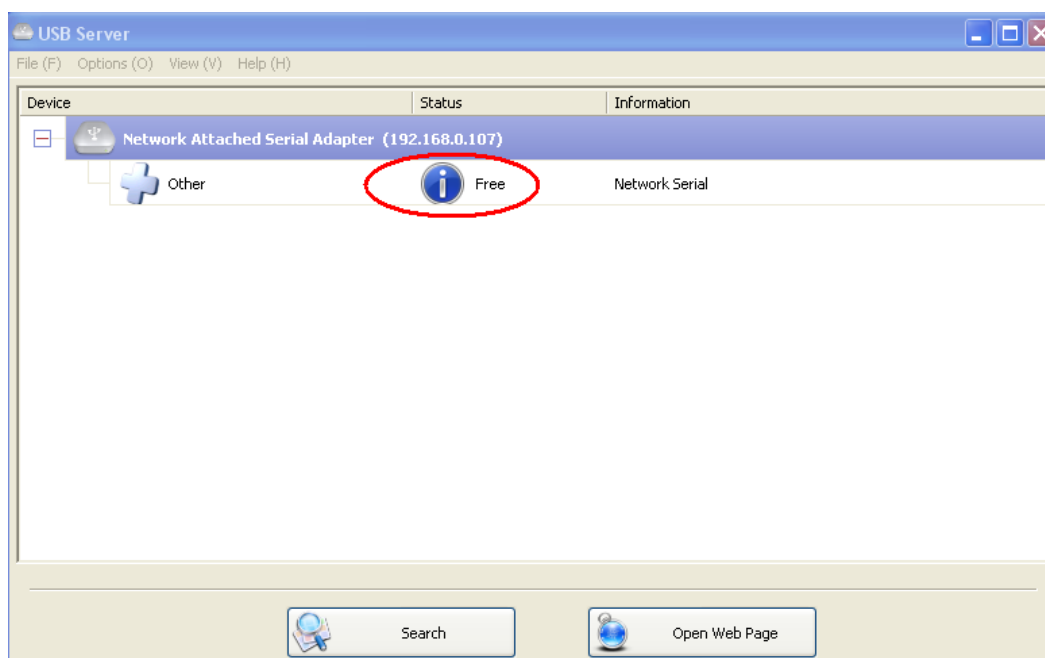 USB Server
File (F) Options (O) View (V) Help (H)
Device Status Information
Network Attached Serial Adapter (192.168.0.107)
Other Free Network Serial
Search Open Web Page